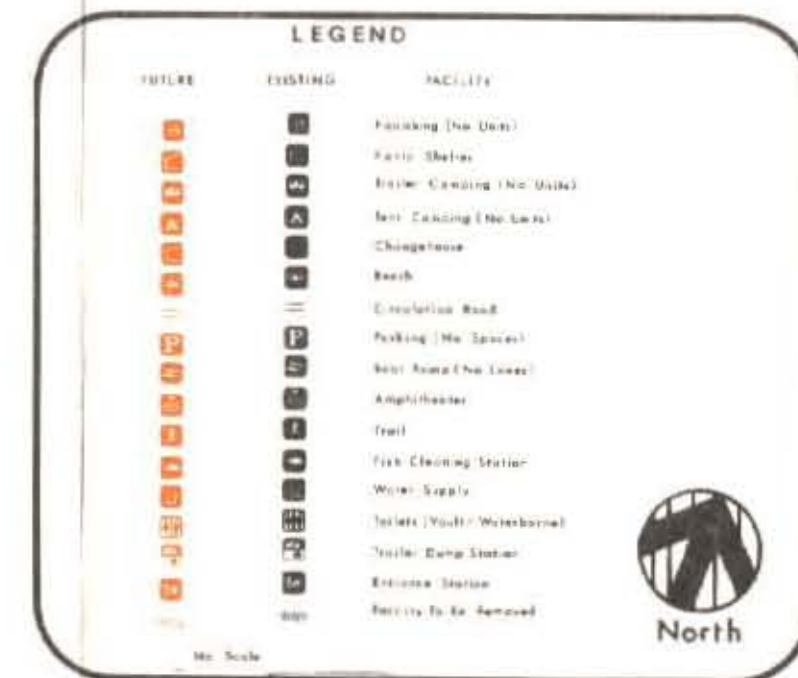 LEGEND
FUTURE EXISTING FACILITY
Picnicking (No Units)
Picnic Shelter
Trailer Camping (No Units)
Tent Camping (No Units)
Changehouse
Beach
Circulation Road
P P Parking (No Spaces)
Boat Ramp (No Lanes)
Amphitheater
Trail
Fish Cleaning Station
Water Supply
Toilets (Vault- Waterborne)
Trailer Dump Station
Entrance Station
Facility To Be Removed
North
No Scale